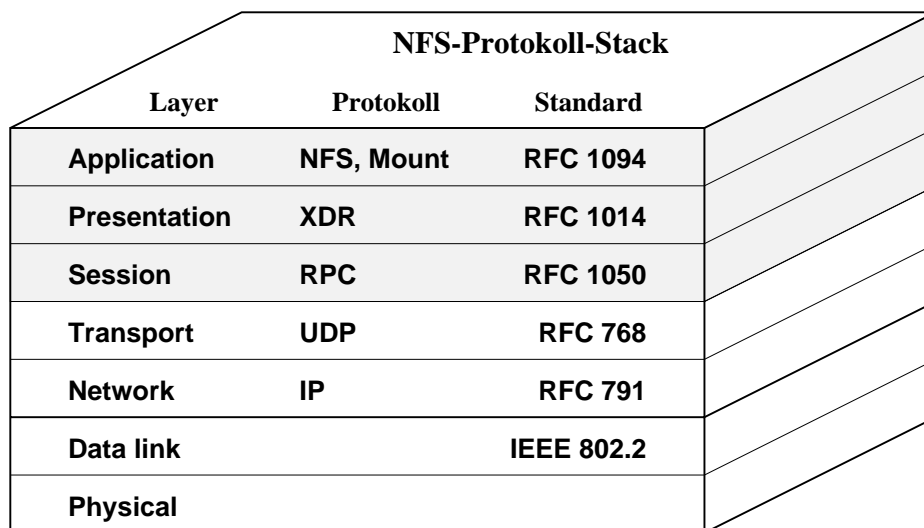 NFS-Protokoll-Stack
Layer Protokoll Standard
Application NFS, Mount RFC 1094
Presentation XDR RFC 1014
Session RPC RFC 1050
Transport UDP RFC 768
Network IP RFC 791
Data link IEEE 802.2
Physical